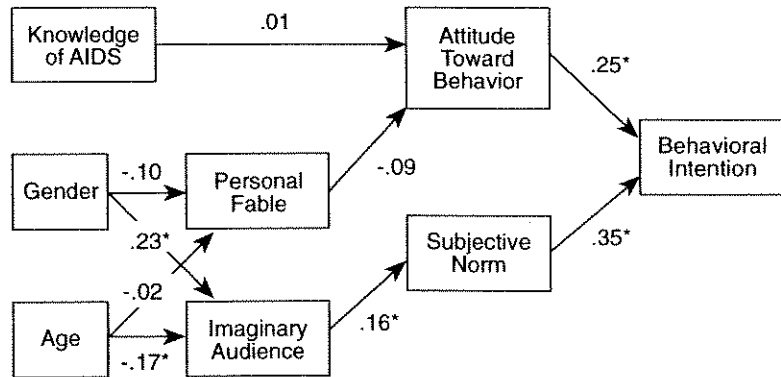 .01
Knowledge
of AIDS
Attitude
Toward
Behavior
.25*
Behavioral
Intention
Gender
-.10
Personal
Fable
-.09
.23*
Subjective
Norm
.35*
-.02
Age
-.17*
Imaginary
Audience
.16*